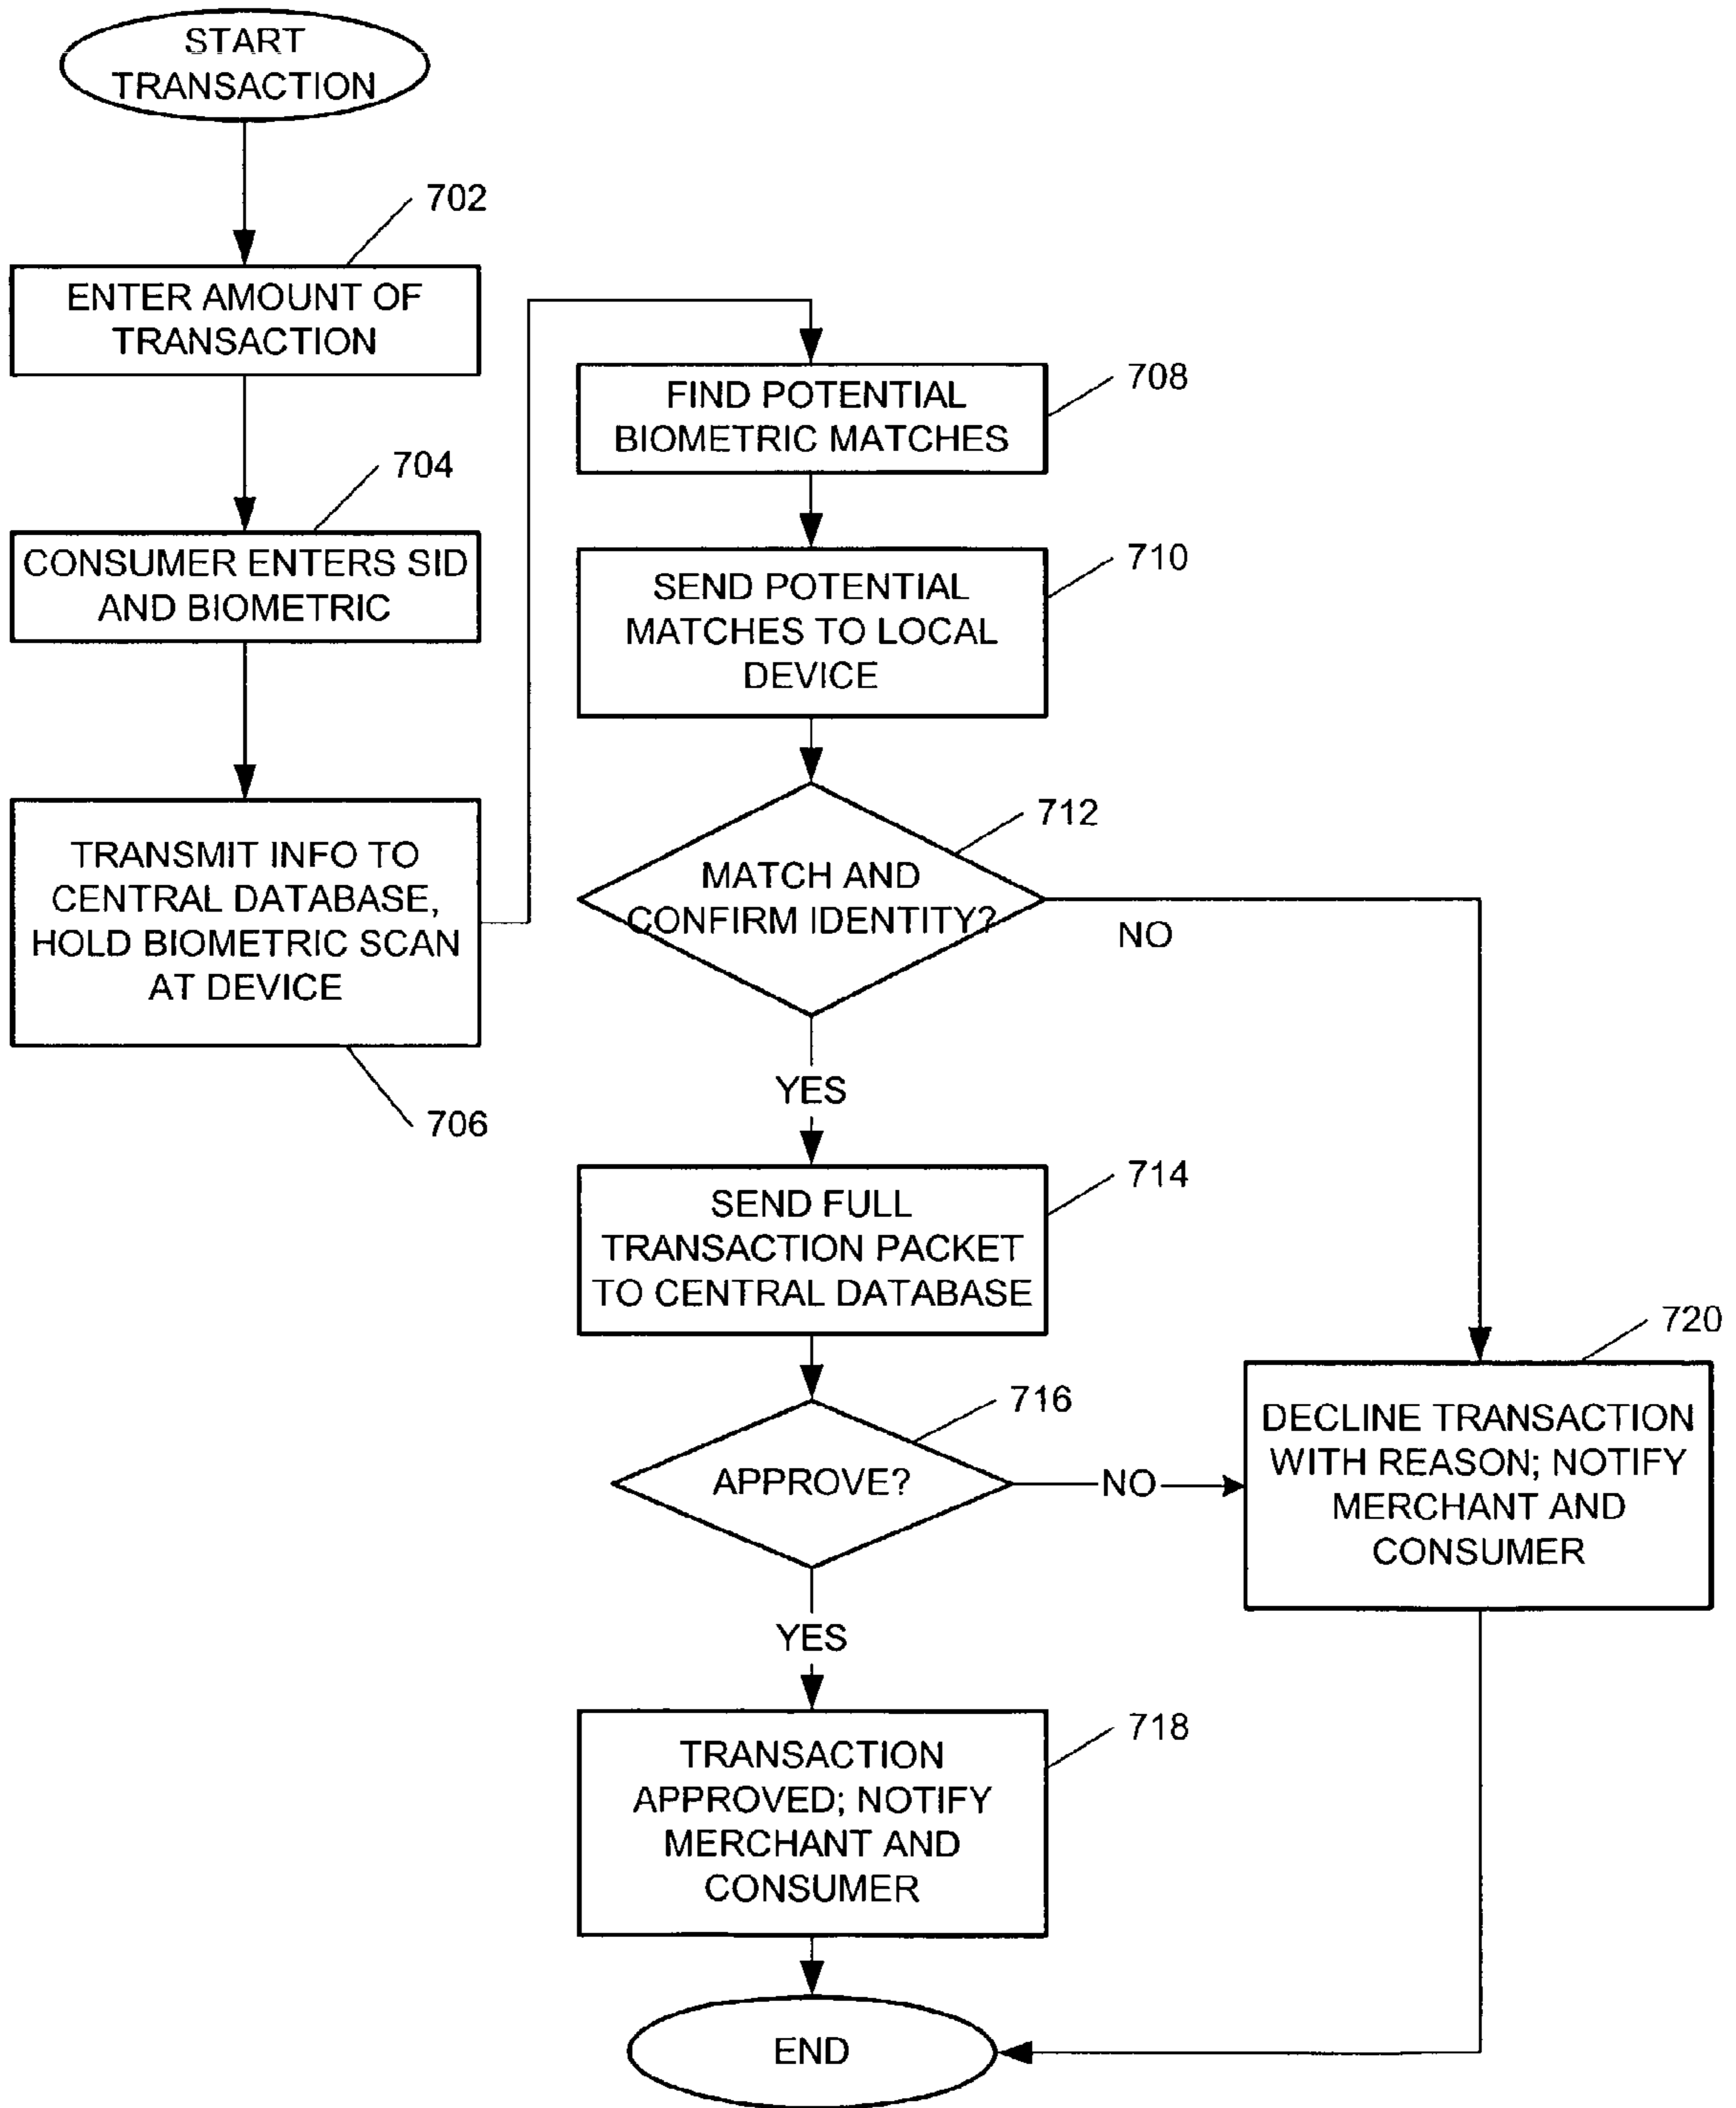 START
TRANSACTION
702
ENTER AMOUNT OF
TRANSACTION
704
CONSUMER ENTERS SID
AND BIOMETRIC
TRANSMIT INFO TO
CENTRAL DATABASE,
HOLD BIOMETRIC SCAN
AT DEVICE
706
708
FIND POTENTIAL
BIOMETRIC MATCHES
710
SEND POTENTIAL
MATCHES TO LOCAL
DEVICE
712
MATCH AND
CONFIRM IDENTITY?
NO
YES
714
SEND FULL
TRANSACTION PACKET
TO CENTRAL DATABASE
716
APPROVE?
NO
720
DECLINE TRANSACTION
WITH REASON; NOTIFY
MERCHANT AND
CONSUMER
YES
718
TRANSACTION
APPROVED; NOTIFY
MERCHANT AND
CONSUMER
END